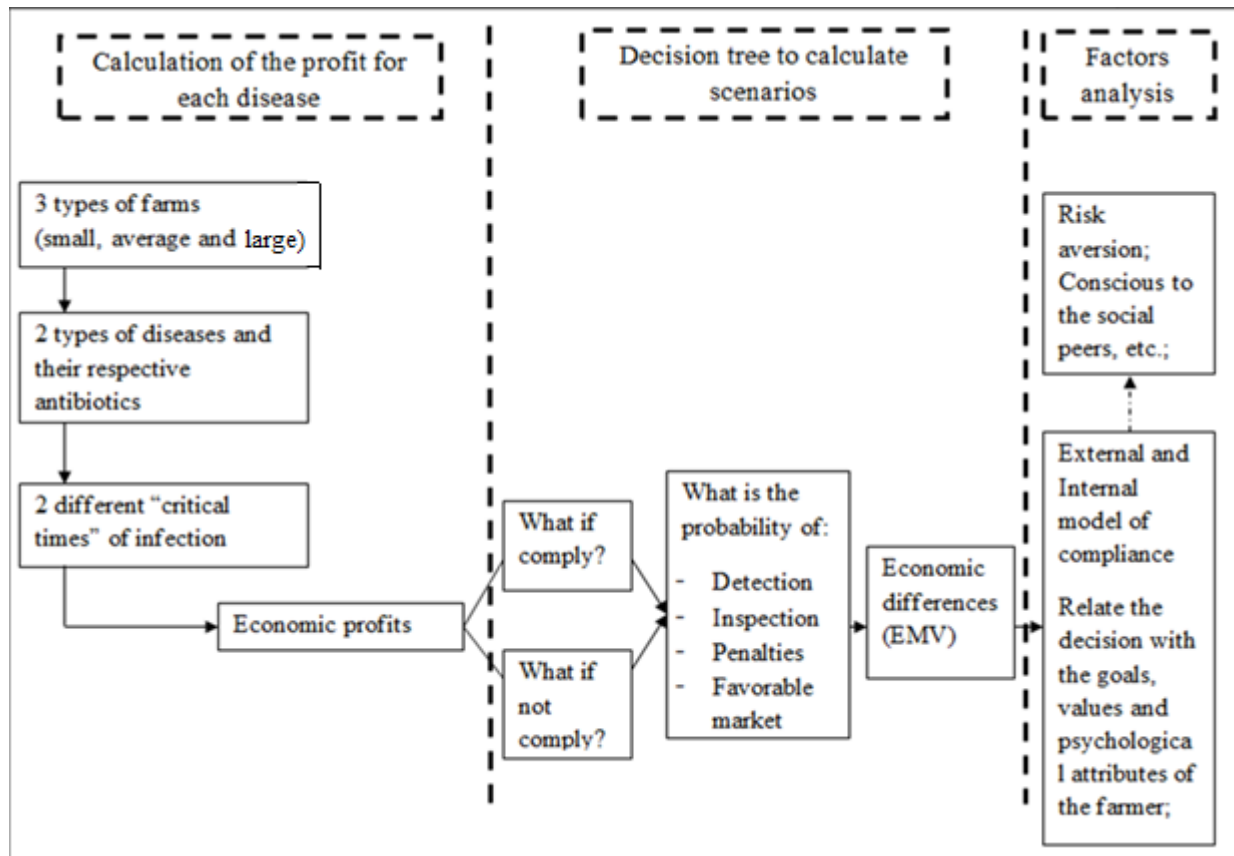 Calculation of the profit for
each disease
Decision tree to calculate
scenarios
Factors
analysis
3 types of farms
(small, average and large)
2 types of diseases and
their respective
antibiotics
2 different “critical
times” of infection
Economic profits
What if
comply?
What if
not
comply?
What is the
probability of:
- Detection
- Inspection
- Penalties
- Favorable
market
Economic
differences
(EMV)
Risk
aversion;
Conscious to
the social
peers, etc.;
External and
Internal
model of
compliance
Relate the
decision with
the goals,
values and
psychologica
l attributes of
the farmer;